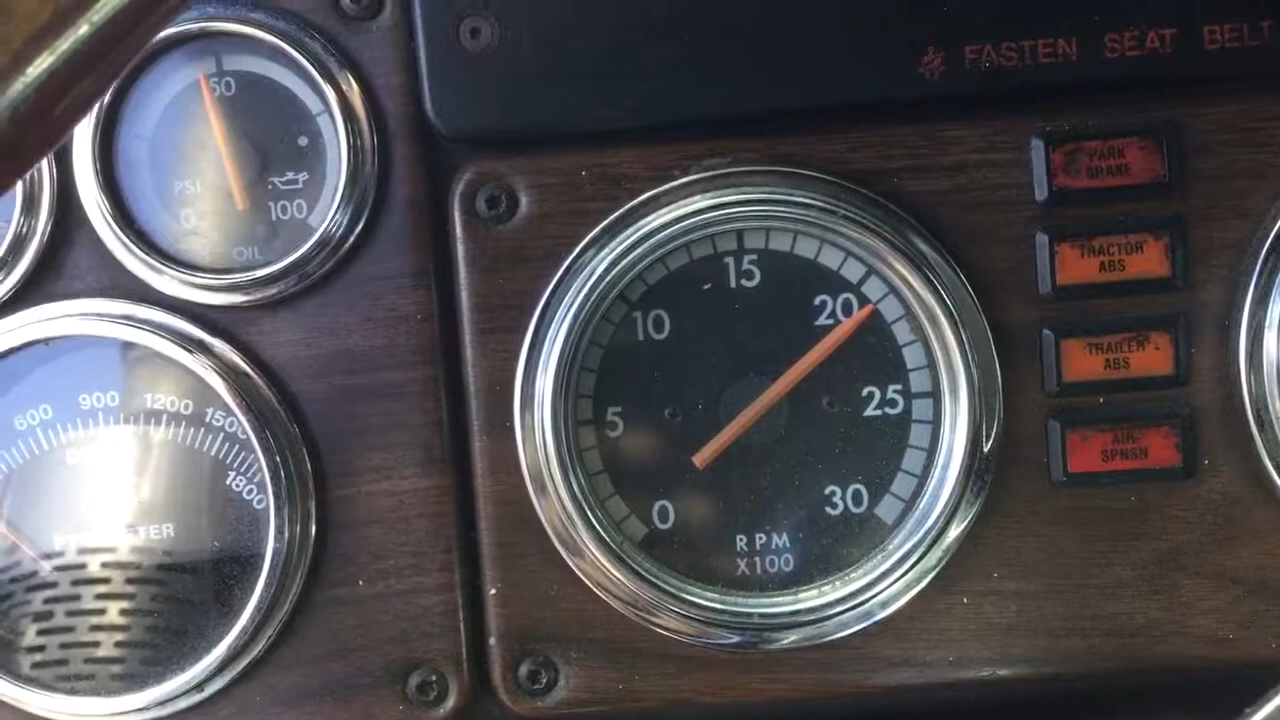 FASTEN SEAT BELT
50
PSI
0
100
OIL
PARK
BRAKE
TRACTOR
ABS
TRAILER
ABS
AIR
SPNSN
600 900 1200 1500
1800
0
5
10
15
20
25
30
RPM
X100